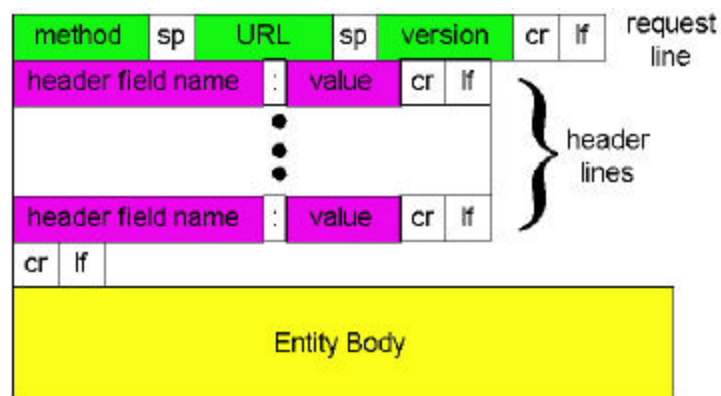 method sp URL sp version cr lf request line
header field name : value cr lf
header lines
header field name : value cr lf
cr lf
Entity Body